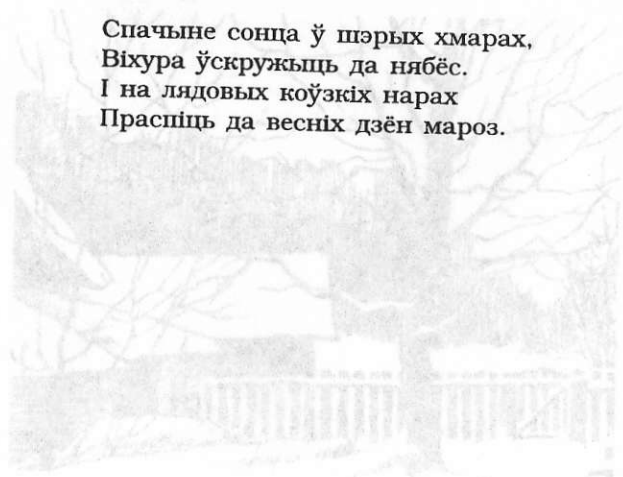 Спачыне сонца ў шэрых хмарах,
Віхура ўскружыць да нябёс.
І на лядовых коўзкіх нарах
Праспіць да весніх дзён мароз.